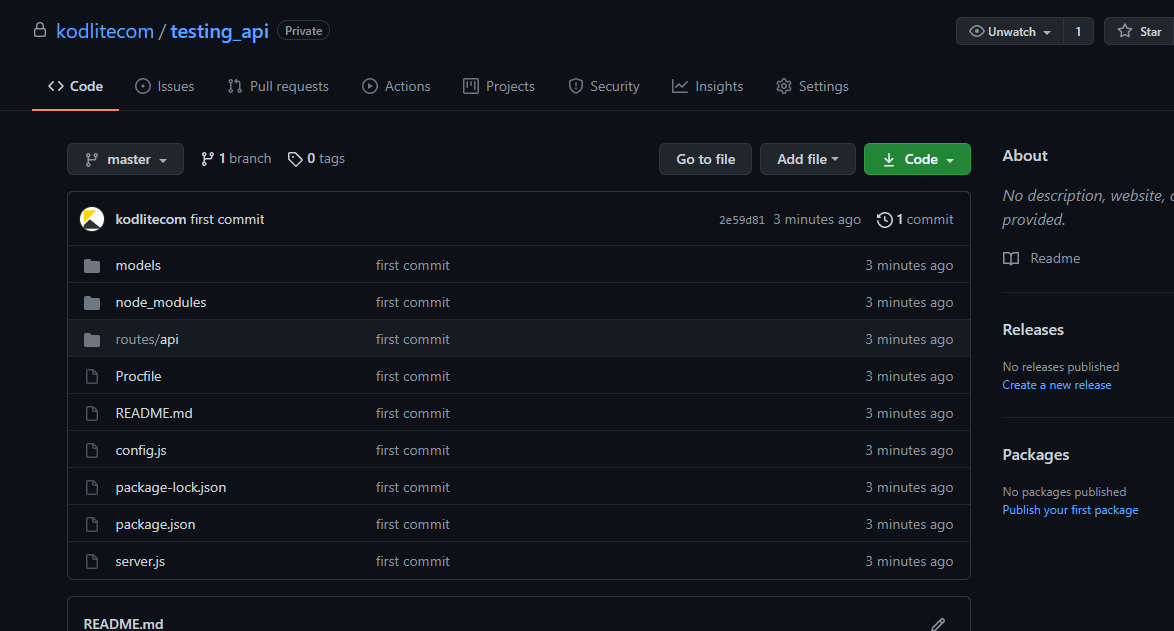 kodlitecom / testing_api Private
Unwatch 1 Star
Code Issues Pull requests Actions Projects Security Insights Settings
master 1 branch 0 tags Go to file Add file Code
kodlitecom first commit 2e59d81 3 minutes ago 1 commit
models first commit 3 minutes ago
node_modules first commit 3 minutes ago
routes/api first commit 3 minutes ago
Procfile first commit 3 minutes ago
README.md first commit 3 minutes ago
config.js first commit 3 minutes ago
package-lock.json first commit 3 minutes ago
package.json first commit 3 minutes ago
server.js first commit 3 minutes ago
README.md
About
No description, website,
provided.
Readme
Releases
No releases published
Create a new release
Packages
No packages published
Publish your first package